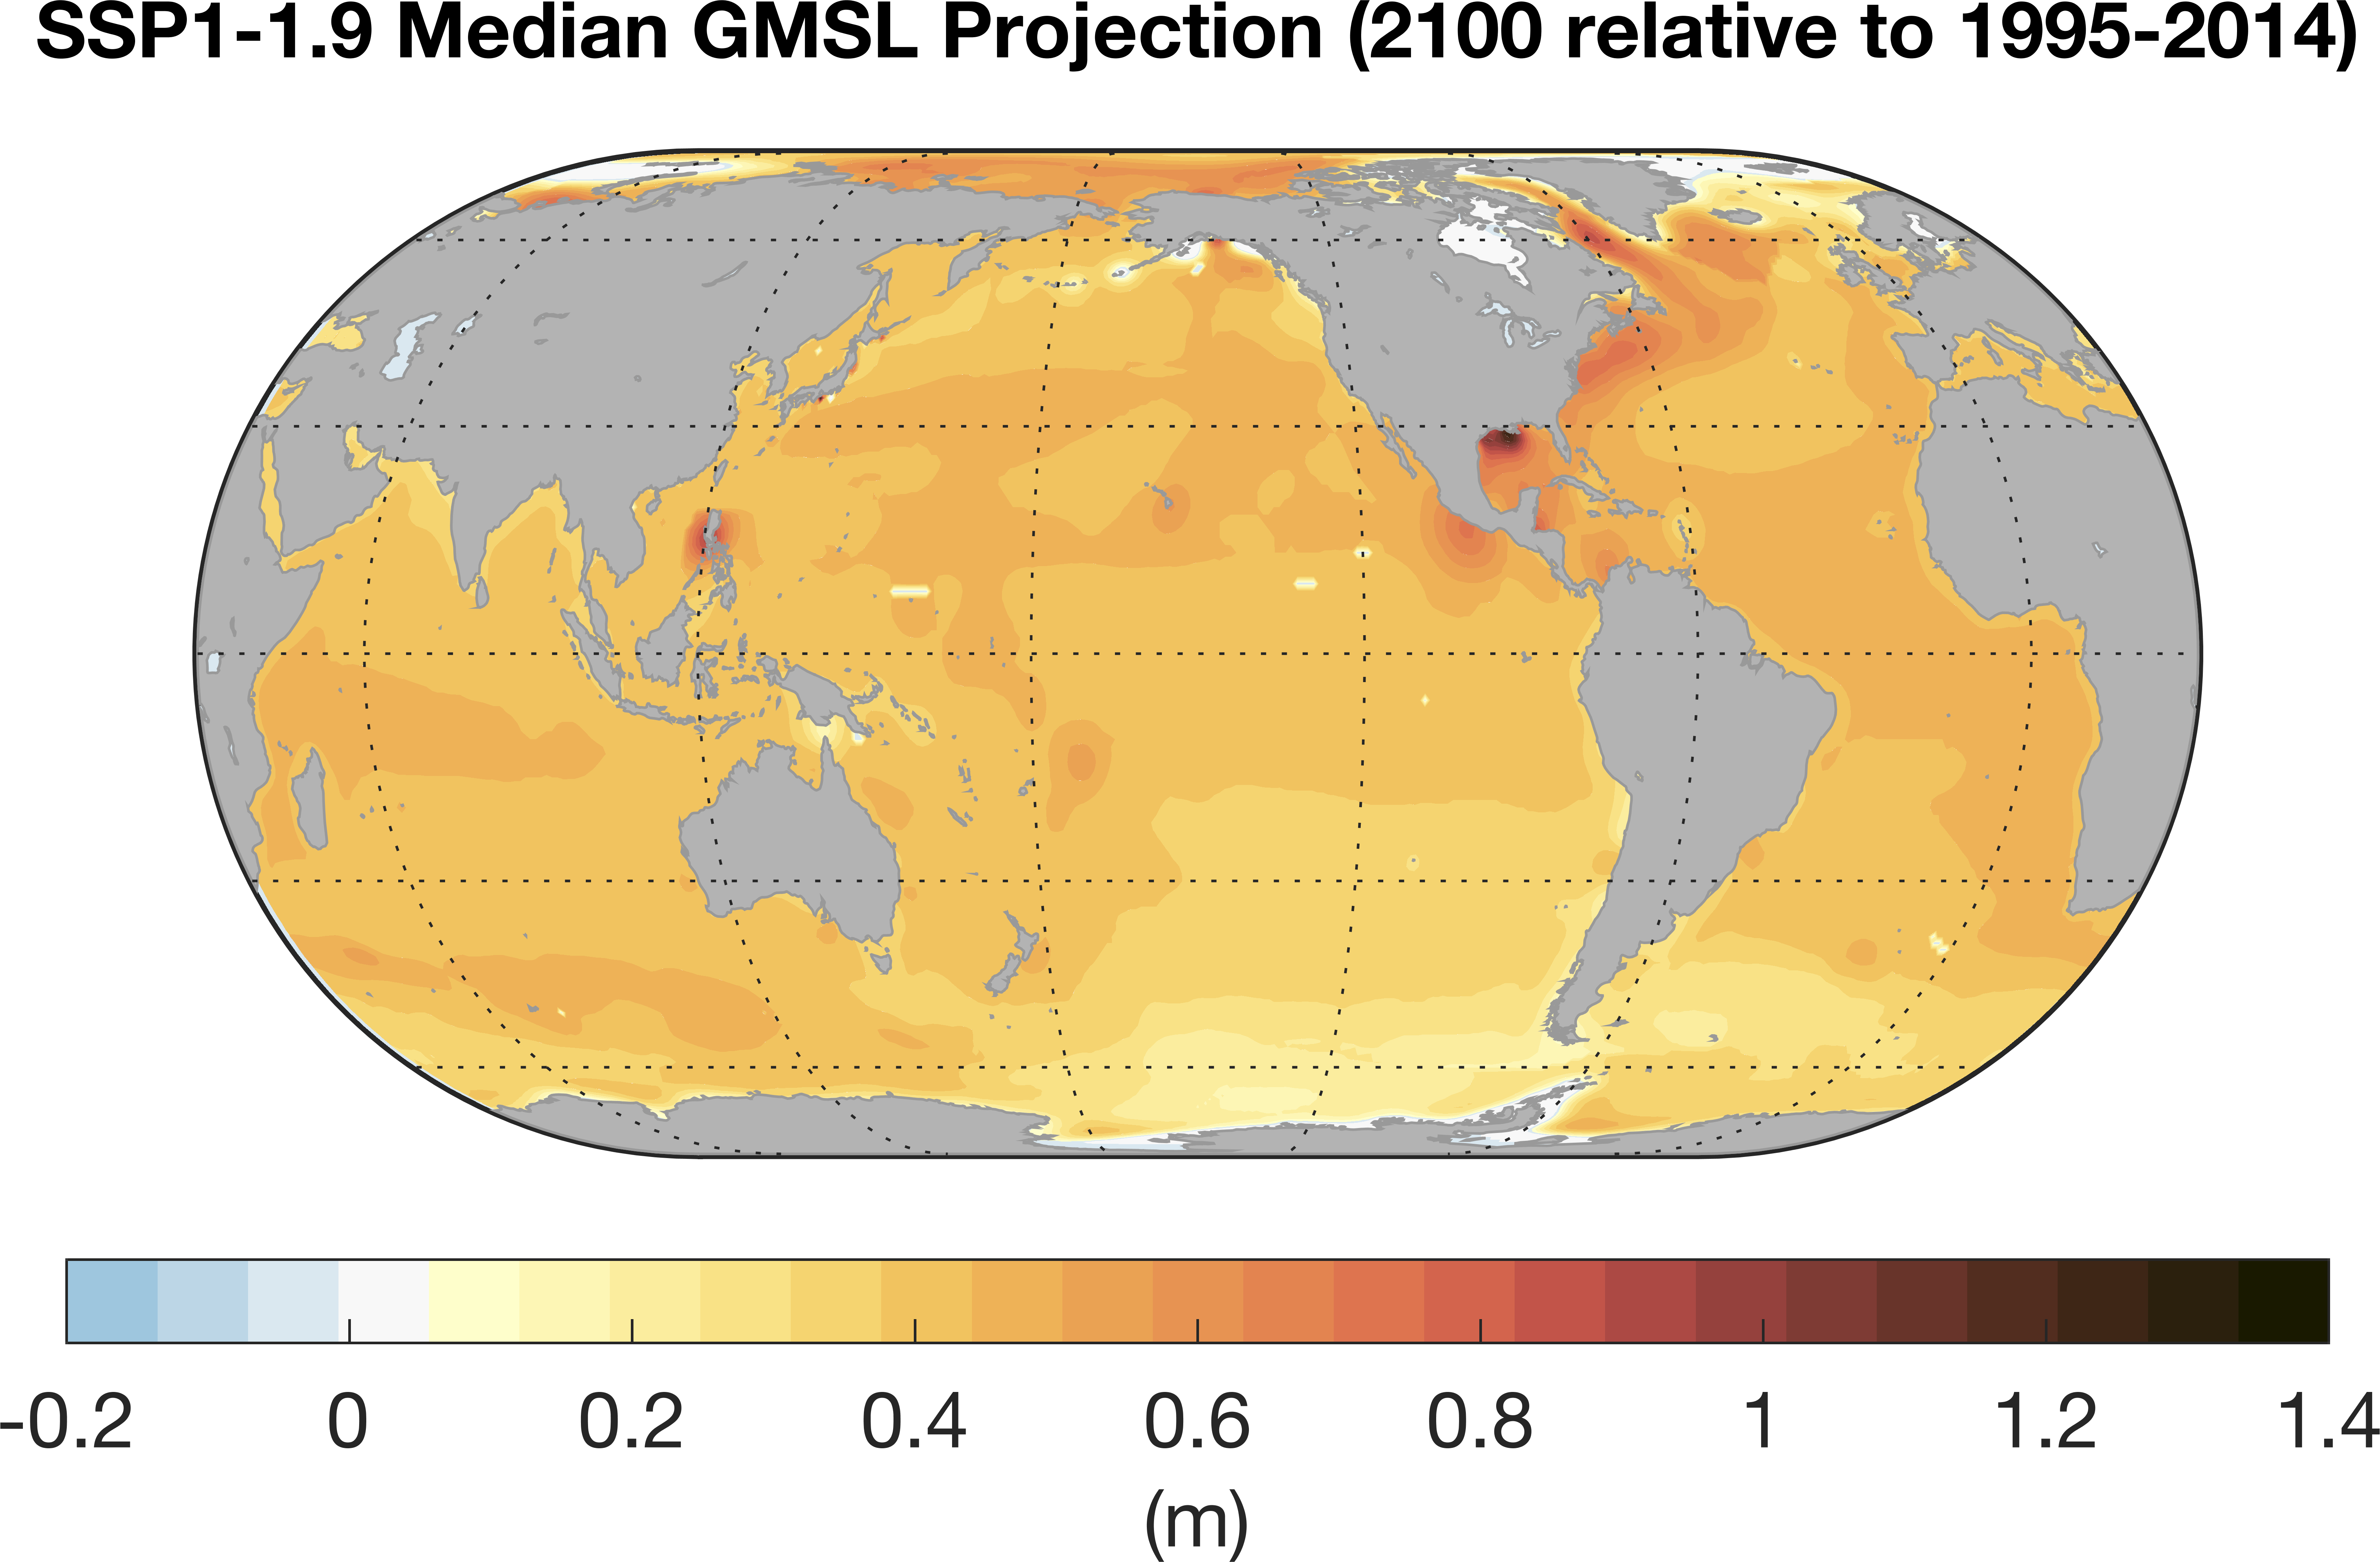 SSP1-1.9 Median GMSL Projection (2100 relative to 1995-2014)
-0.2 0 0.2 0.4 0.6 0.8 1 1.2 1.4
(m)